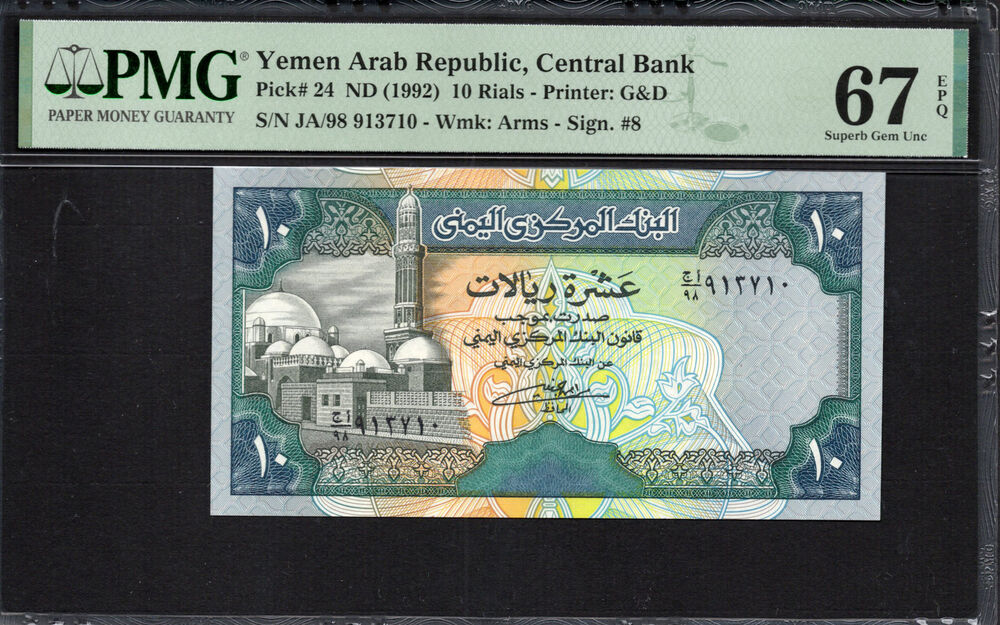 PMG®
PAPER MONEY GUARANTY
Yemen Arab Republic, Central Bank
Pick# 24 ND (1992) 10 Rials - Printer: G&D
S/N JA/98 913710 - Wmk: Arms - Sign. #8
67 EPQ
Superb Gem Unc
١٠
البنك المركزي اليمني
١٠
عشرة ريالات
أ ج
٩٨
٩١٣٧١٠
صدرت بموجب
قانون البنك المركزي اليمني
عن البنك المركزي اليمني
المحافظ
أ ج
٩٨
٩١٣٧١٠
١٠
١٠